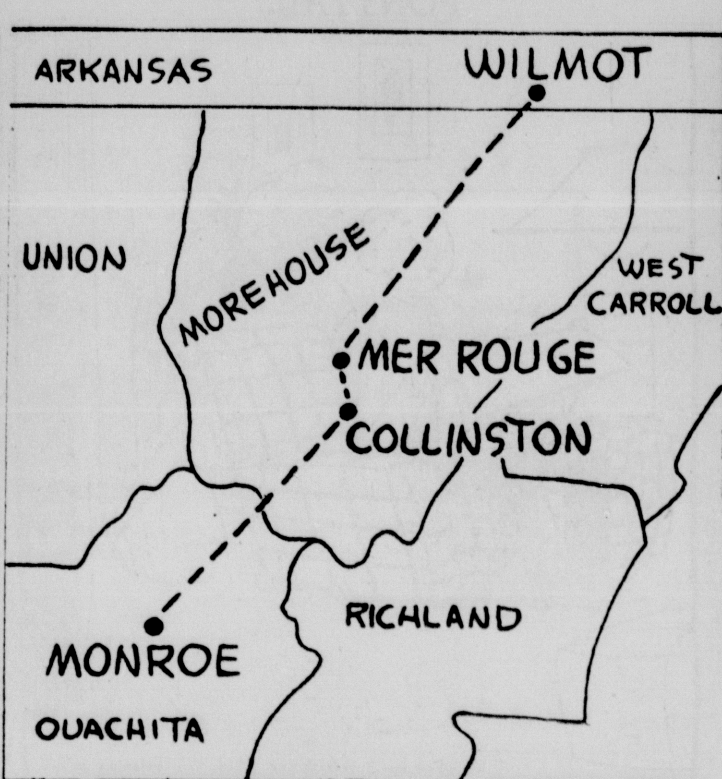 ARKANSAS
WILMOT
UNION
MOREHOUSE
WEST
CARROLL
MER ROUGE
COLLINSTON
RICHLAND
MONROE
OUACHITA